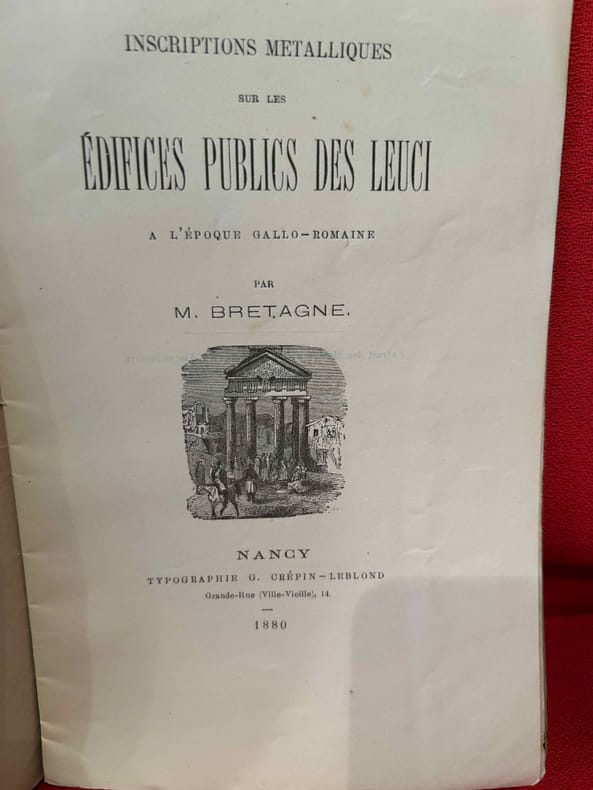 INSCRIPTIONS METALLIQUES
SUR LES
ÉDIFICES PUBLICS DES LEUCI
A L'ÉPOQUE GALLO-ROMAINE
PAR
M. BRETAGNE.
NANCY
TYPOGRAPHIE G. CRÉPIN-LEBLOND
Grande-Rue (Ville-Vieille), 14.
1880